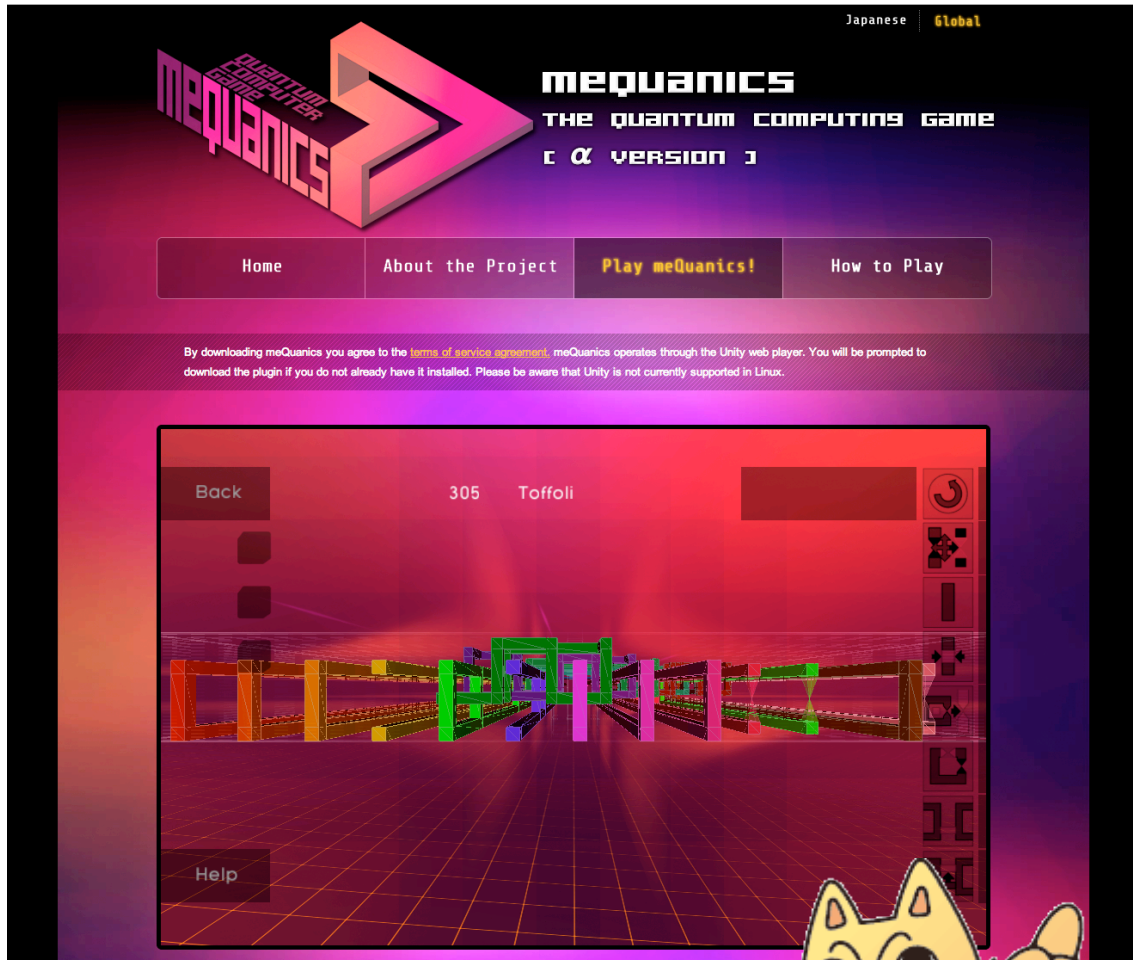 Japanese
Global
meQuanics
QUANTUM
COMPUTER
GAME
meQuanics
THE QUANTUM COMPUTING GAME
[ α VERSION ]
Home
About the Project
Play meQuanics!
How to Play
By downloading meQuanics you agree to the terms of service agreement. meQuanics operates through the Unity web player. You will be prompted to
download the plugin if you do not already have it installed. Please be aware that Unity is not currently supported in Linux.
Back
305 Toffoli
Help